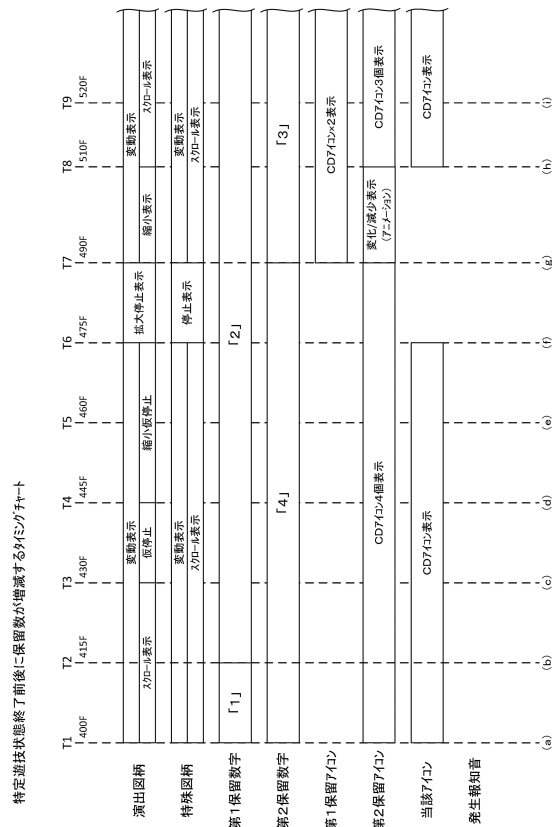 特定遊技状態終了前後に保留数が増減するタイミングチャート
T1 T2 T3 T4 T5 T6 T7 T8 T9
400F 415F 430F 445F 460F 475F 490F 510F 520F
演出図柄
変動表示 拡大停止表示 変動表示
スクロール表示 仮停止 縮小仮停止 縮小表示 スクロール表示
特殊図柄
変動表示 停止表示 変動表示
スクロール表示 スクロール表示
第1保留数字 「1」 「2」
第2保留数字 「4」 「3」
第1保留アイコン CDアイコン×2表示
第2保留アイコン CDアイコン4個表示 変化/減少表示 CDアイコン3個表示
(アニメーション)
当該アイコン CDアイコン表示 CDアイコン表示
発生報知音
(a) (b) (c) (d) (e) (f) (g) (h) (i)